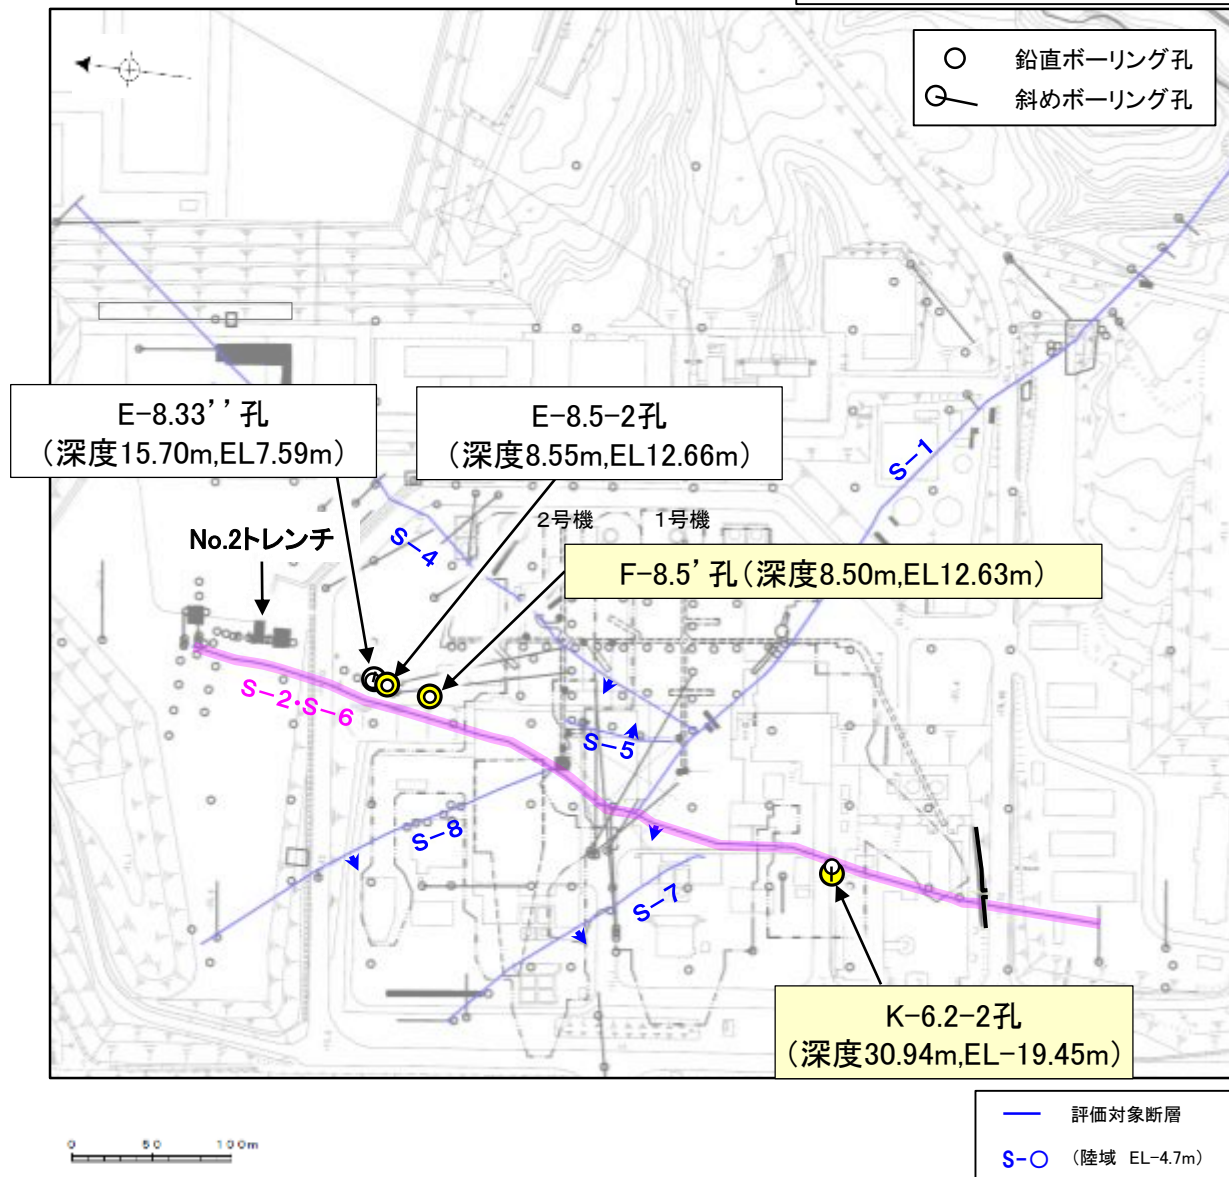 鉛直ボーリング孔
斜めボーリング孔
E-8.33’’孔
(深度15.70m,EL7.59m)
E-8.5-2孔
(深度8.55m,EL12.66m)
S-1
2号機
1号機
No.2トレンチ
S-4
F-8.5’孔(深度8.50m,EL12.63m)
S-2・S-6
S-5
S-8
S-7
K-6.2-2孔
(深度30.94m,EL-19.45m)
評価対象断層
S-○ (陸域 EL-4.7m)
0 50 100m